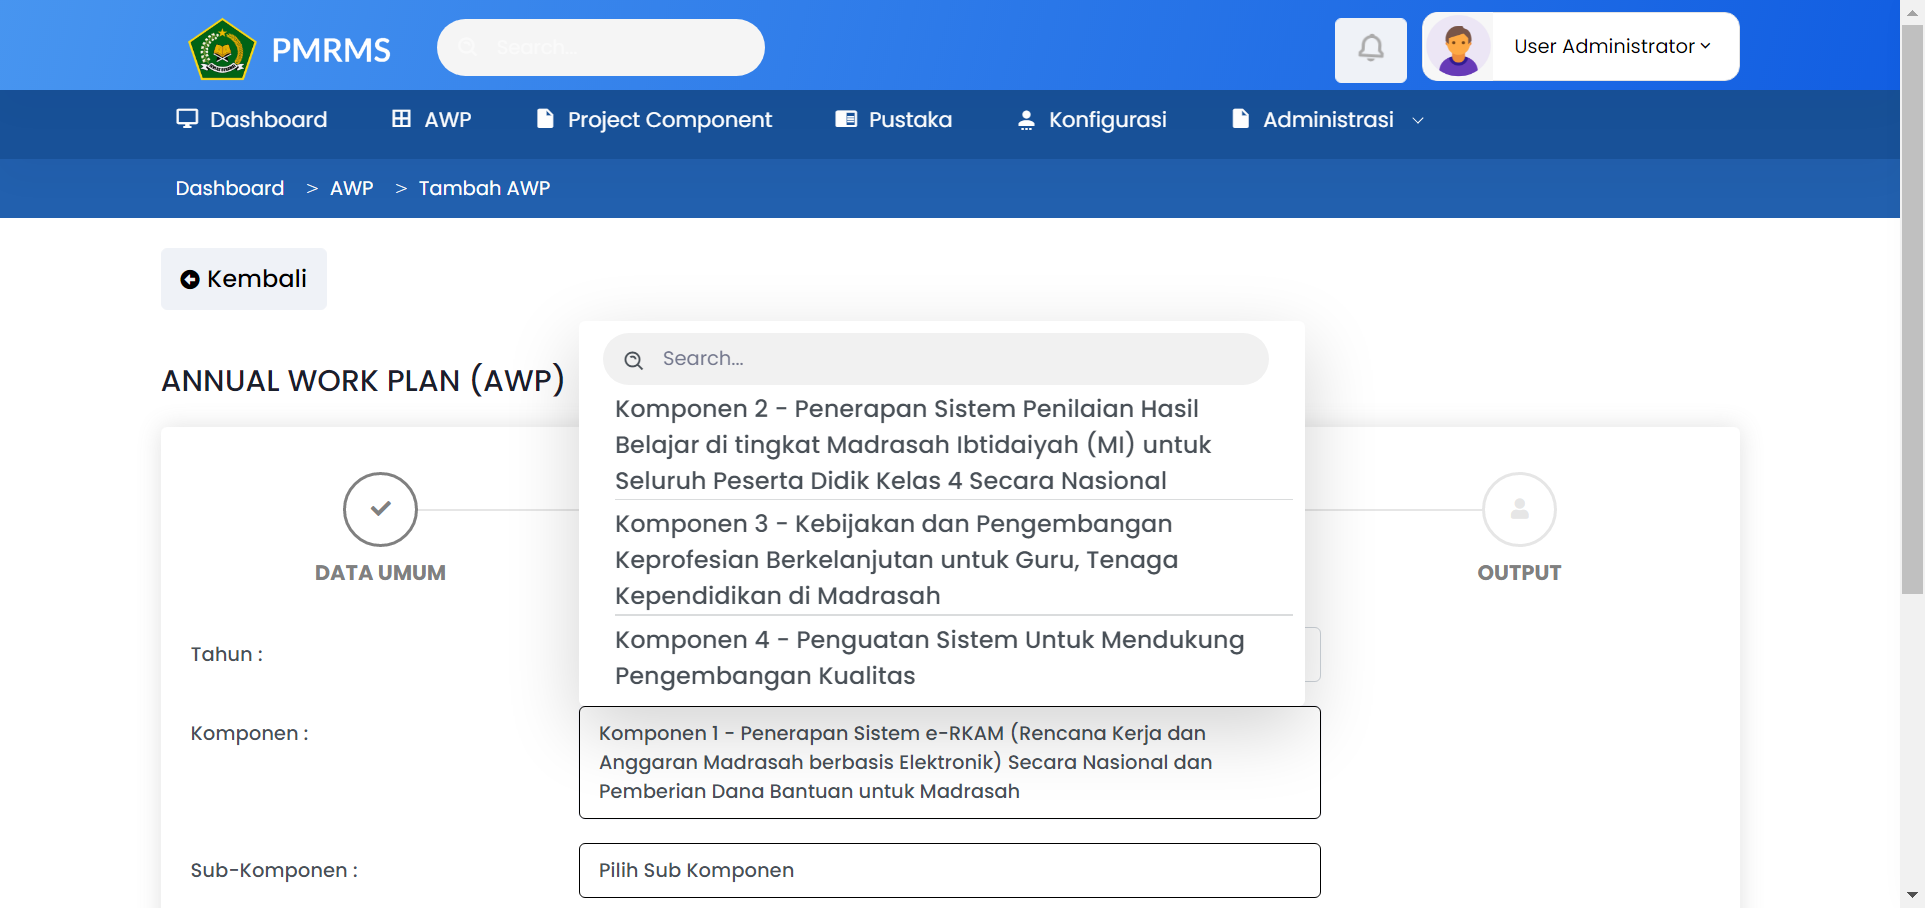 PMRMS
Search...
User Administrator
Dashboard
AWP
Project Component
Pustaka
Konfigurasi
Administrasi
Dashboard > AWP > Tambah AWP
Kembali
ANNUAL WORK PLAN (AWP)
Search...
Komponen 2 - Penerapan Sistem Penilaian Hasil
Belajar di tingkat Madrasah Ibtidaiyah (MI) untuk
Seluruh Peserta Didik Kelas 4 Secara Nasional
Komponen 3 - Kebijakan dan Pengembangan
Keprofesian Berkelanjutan untuk Guru, Tenaga
Kependidikan di Madrasah
Komponen 4 - Penguatan Sistem Untuk Mendukung
Pengembangan Kualitas
DATA UMUM
OUTPUT
Tahun :
Komponen :
Komponen 1 - Penerapan Sistem e-RKAM (Rencana Kerja dan
Anggaran Madrasah berbasis Elektronik) Secara Nasional dan
Pemberian Dana Bantuan untuk Madrasah
Sub-Komponen :
Pilih Sub Komponen